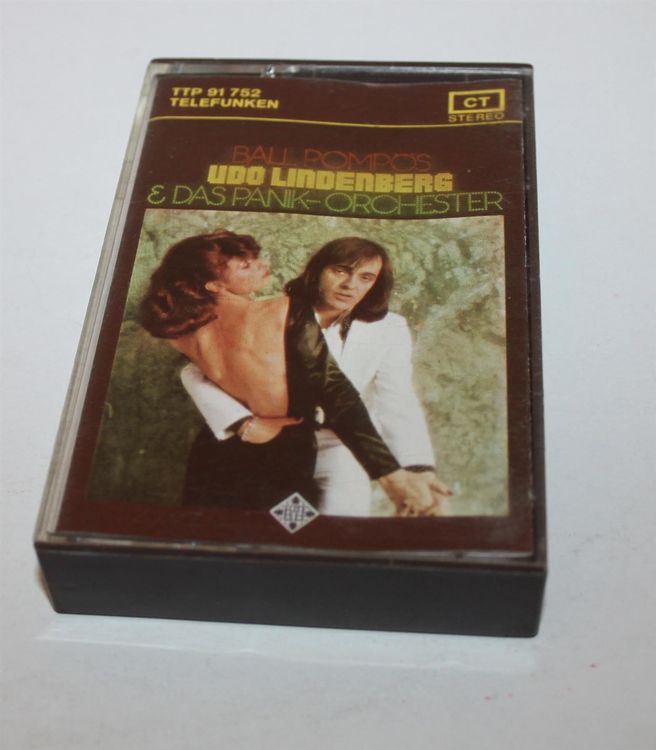 TTP 91 752
TELEFUNKEN
CT
STEREO
BALL POMPÖS
UDO LINDENBERG
& DAS PANIK-ORCHESTER